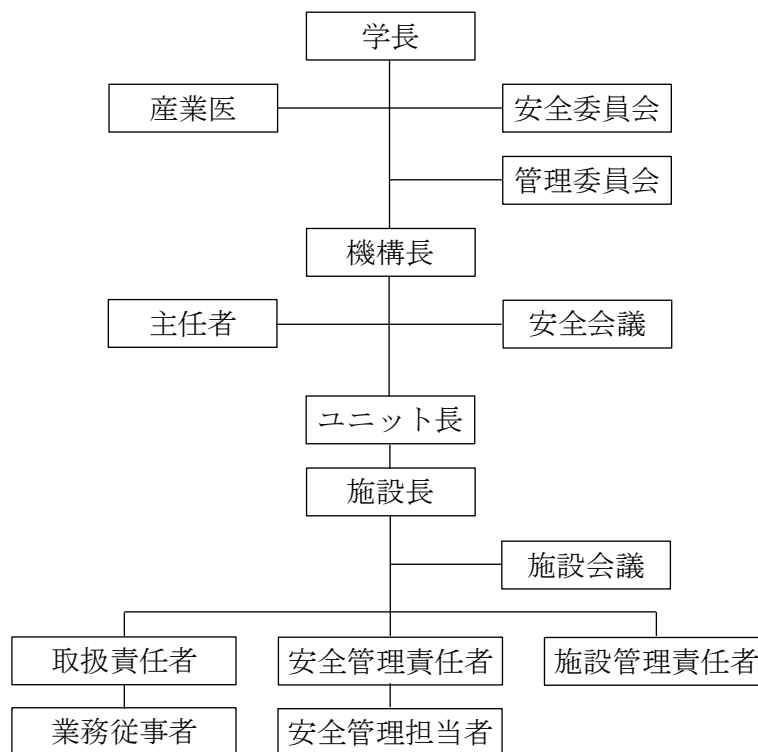 学長
産業医
安全委員会
管理委員会
機構長
主任者
安全会議
ユニット長
施設長
施設会議
取扱責任者
安全管理責任者
施設管理責任者
業務従事者
安全管理担当者